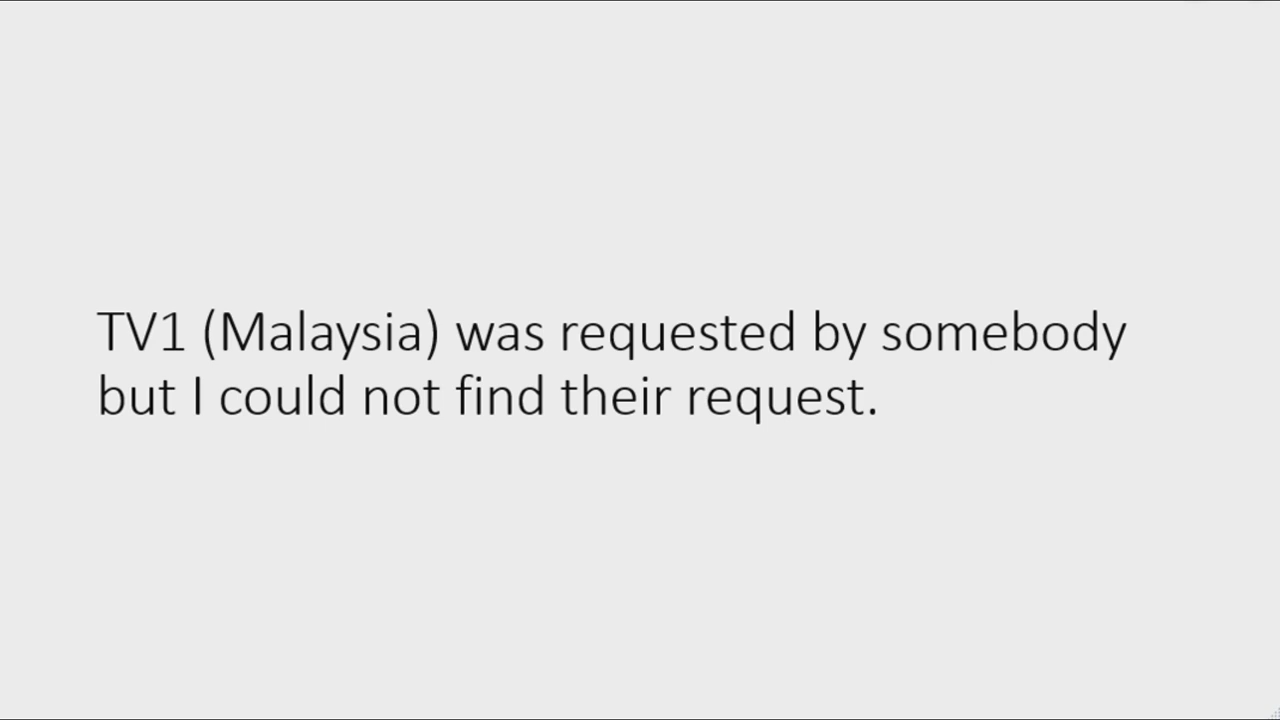 TV1 (Malaysia) was requested by somebody
but I could not find their request.